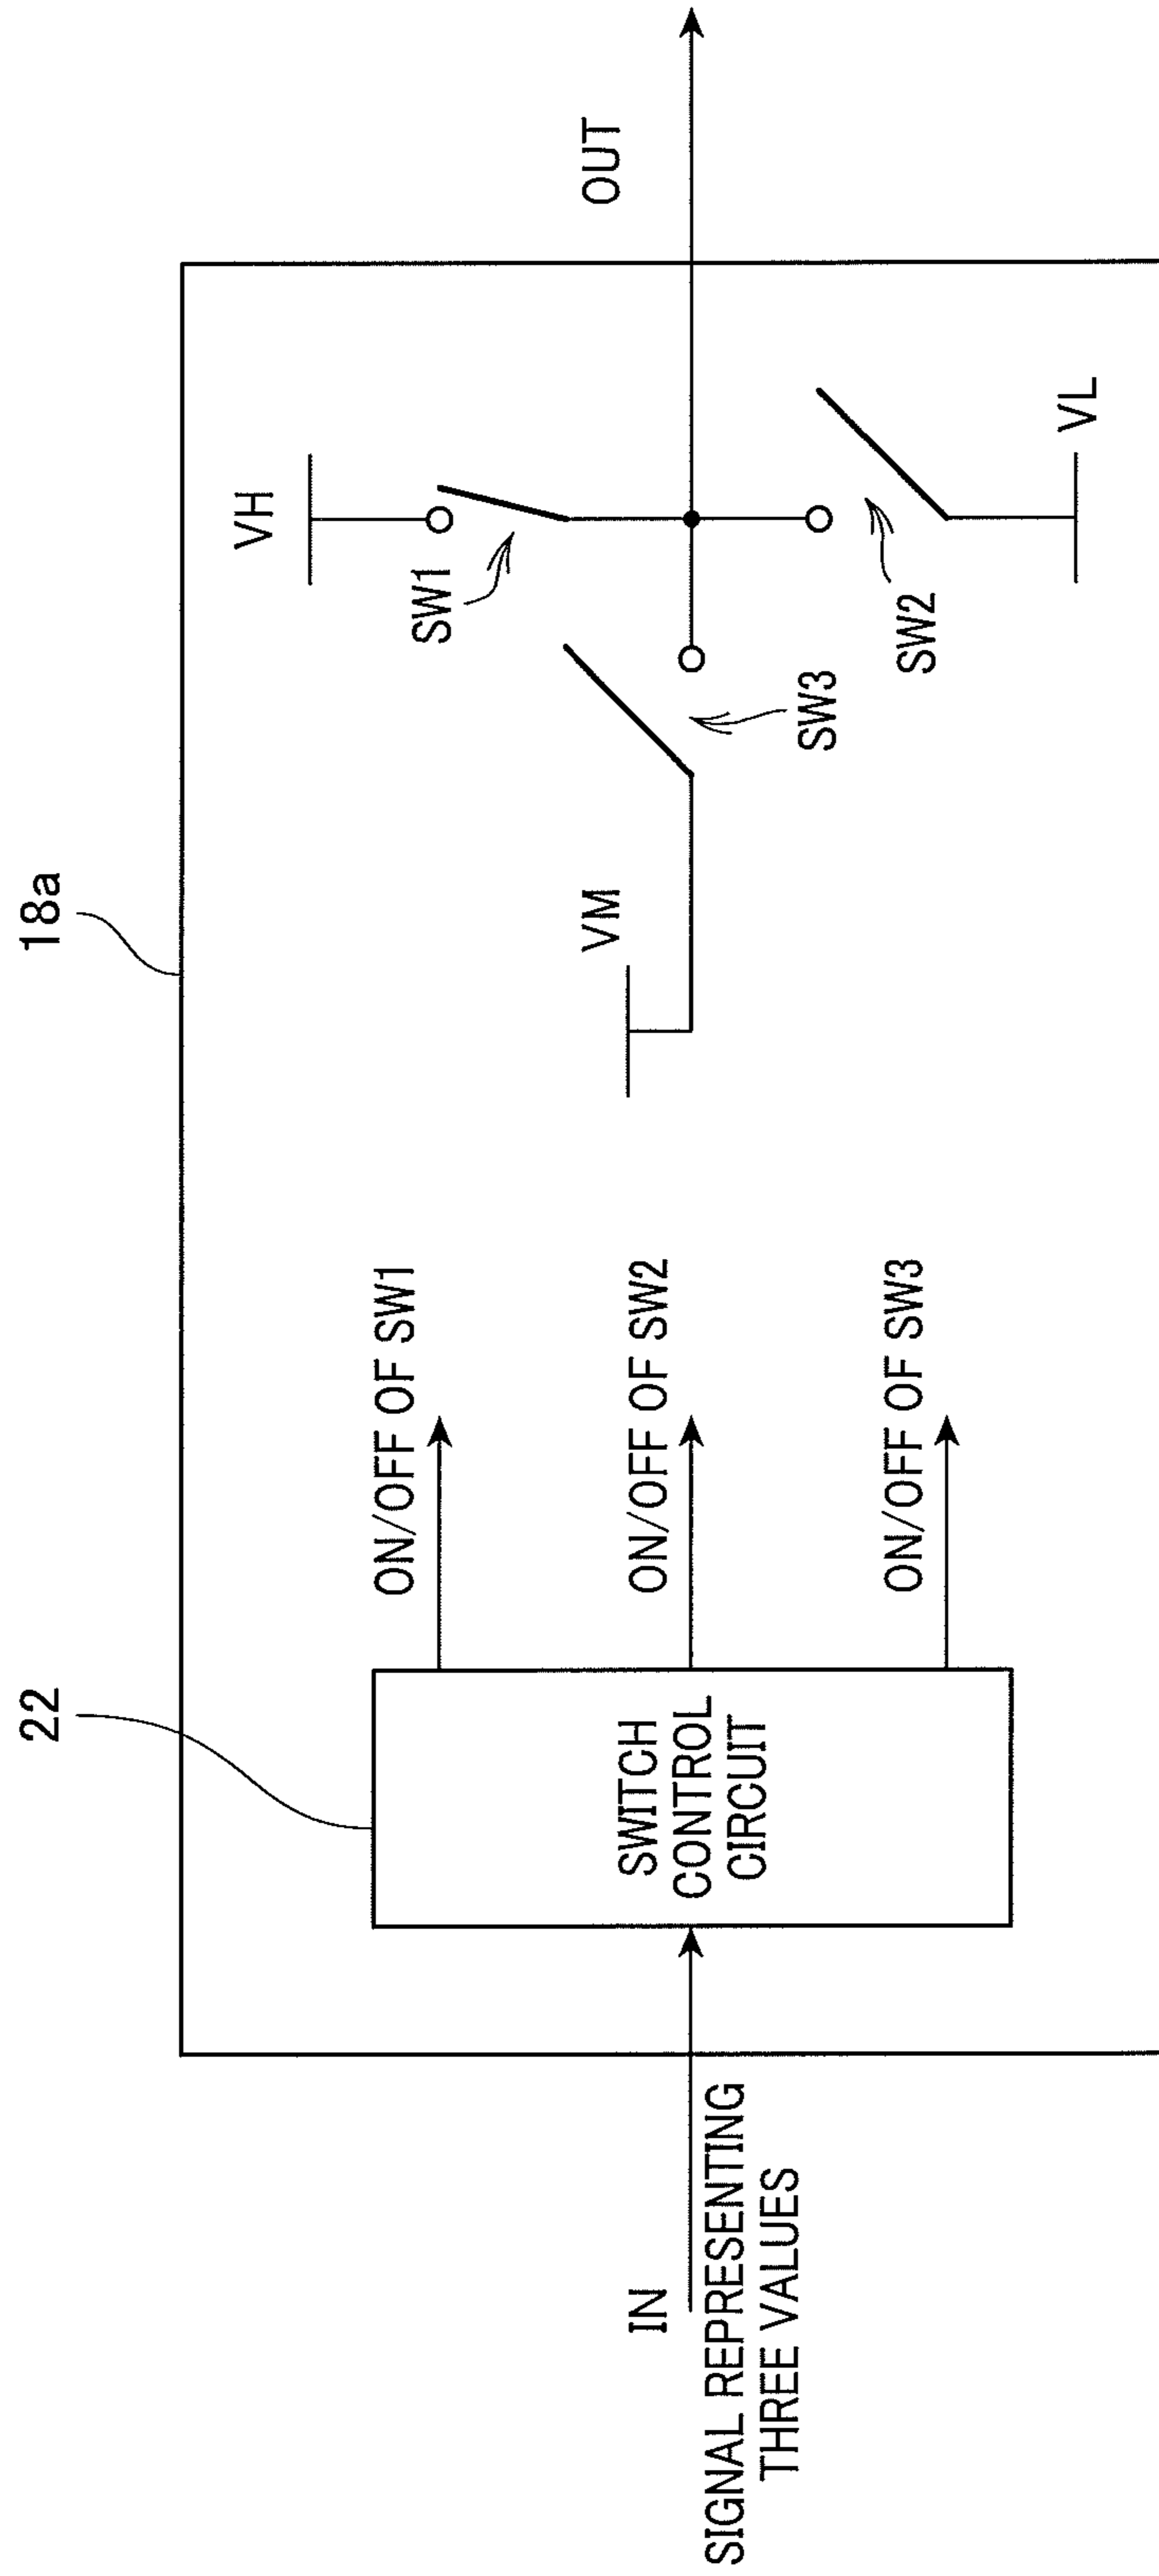 18a
22
IN
SIGNAL REPRESENTING
THREE VALUES
SWITCH
CONTROL
CIRCUIT
ON/OFF OF SW1
ON/OFF OF SW2
ON/OFF OF SW3
VM
VH
SW1
SW3
SW2
VL
OUT